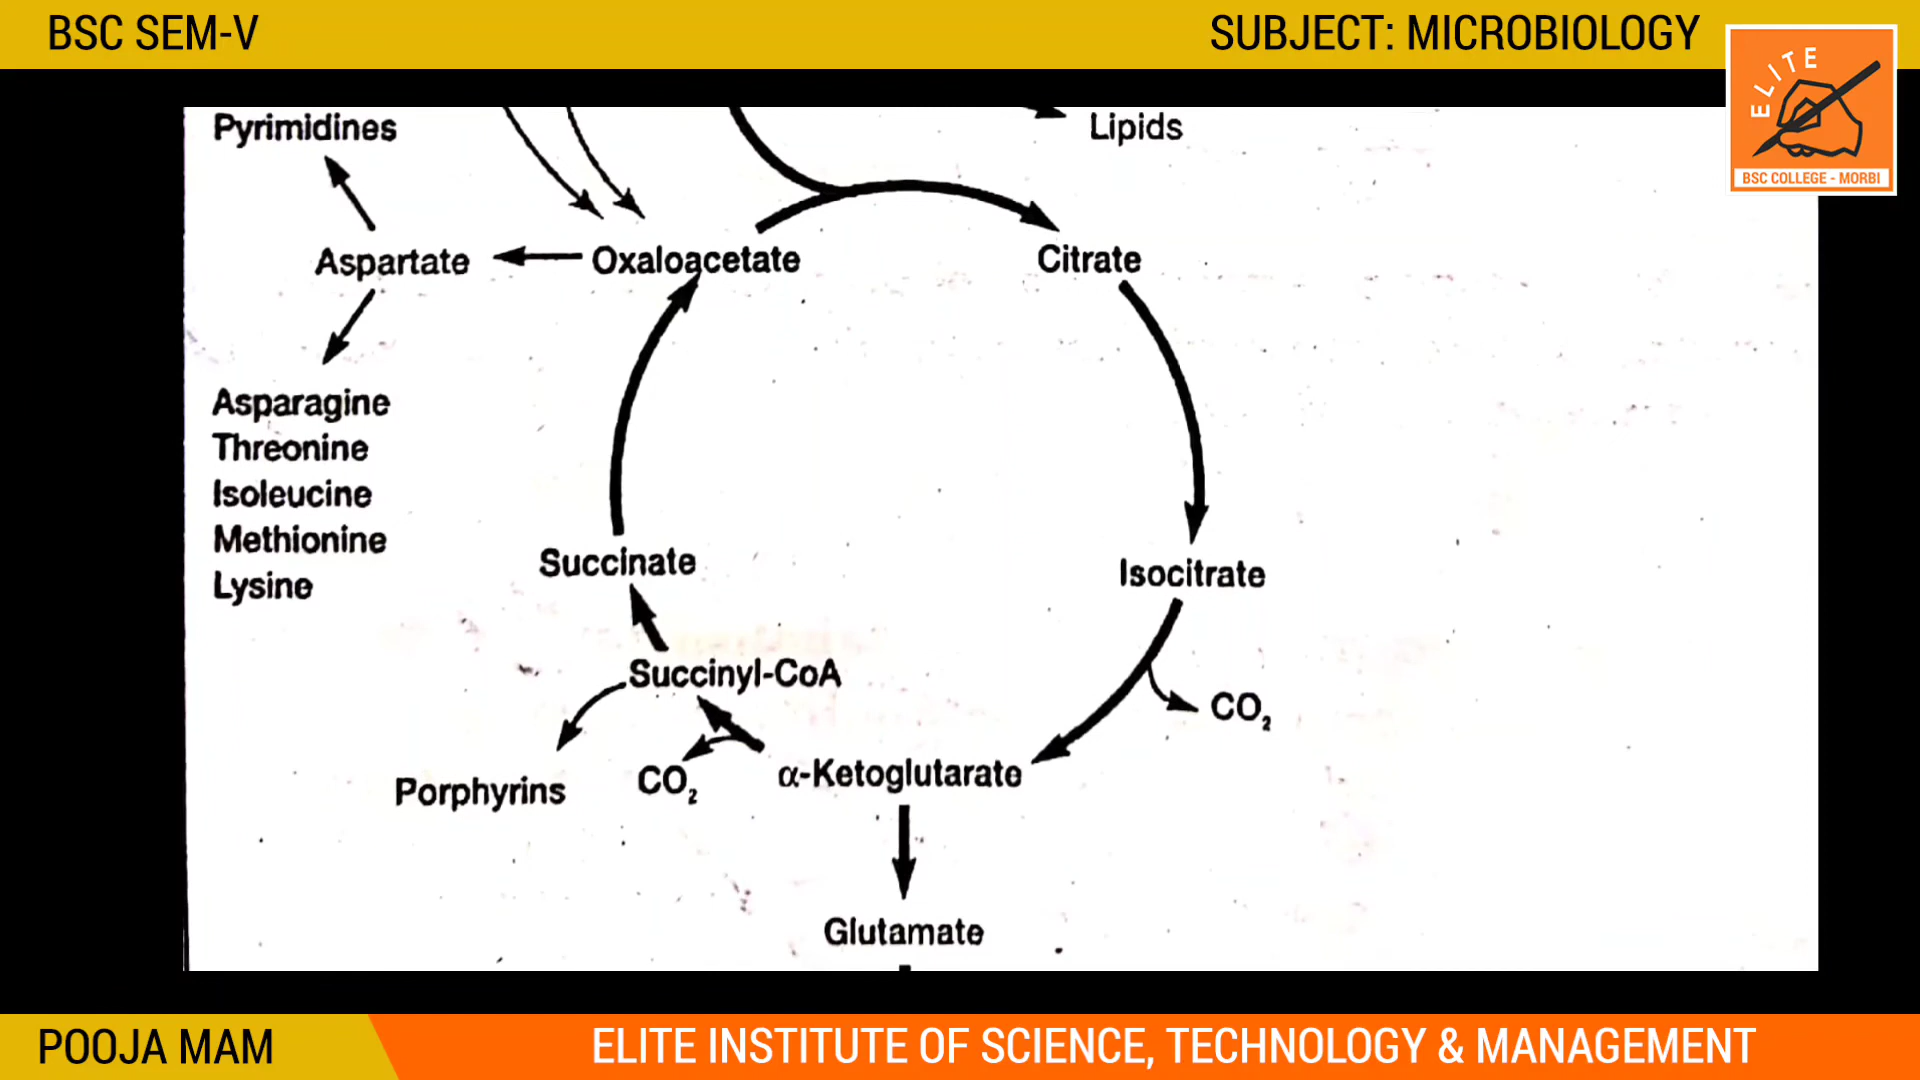 BSC SEM-V
SUBJECT: MICROBIOLOGY
ELITE
BSC COLLEGE - MORBI
Pyrimidines
Lipids
Aspartate
Oxaloacetate
Citrate
Asparagine
Threonine
Isoleucine
Methionine
Lysine
Succinate
Isocitrate
Succinyl-CoA
CO₂
Porphyrins
CO₂
α-Ketoglutarate
Glutamate
POOJA MAM
ELITE INSTITUTE OF SCIENCE, TECHNOLOGY & MANAGEMENT